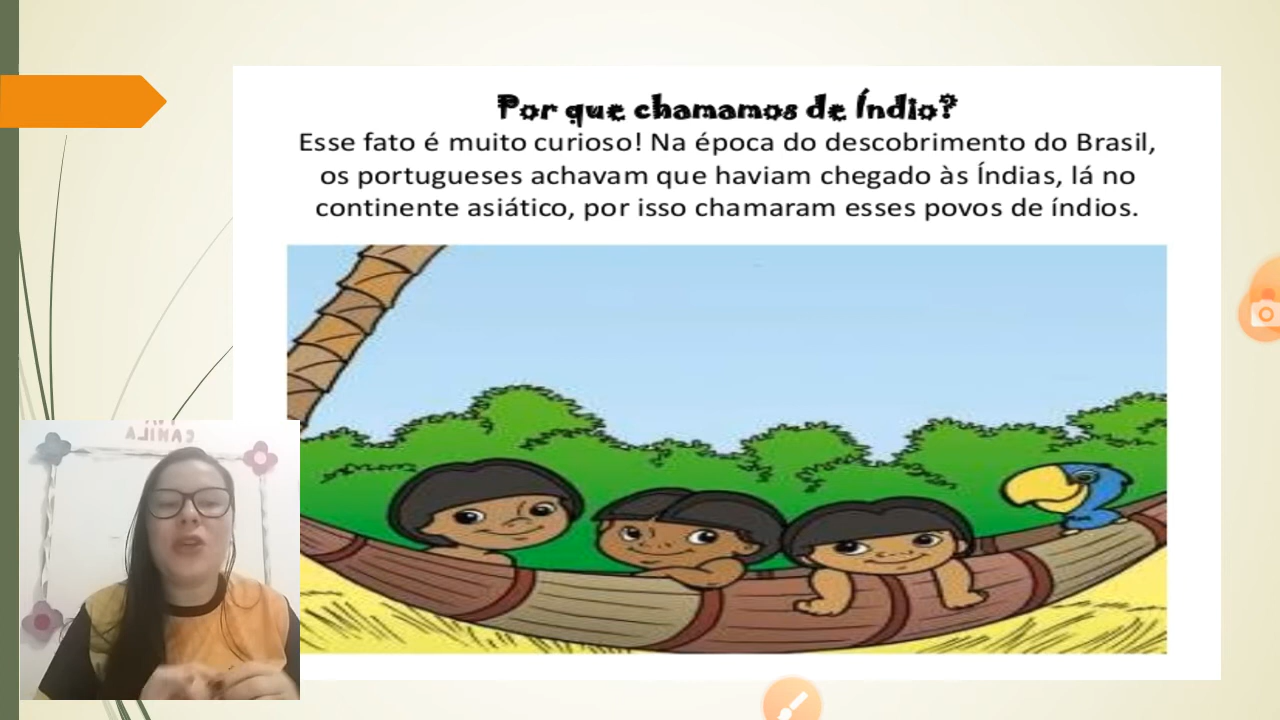 Por que chamamos de Índio?
Esse fato é muito curioso! Na época do descobrimento do Brasil,
os portugueses achavam que haviam chegado às Índias, lá no
continente asiático, por isso chamaram esses povos de índios.
CAMILA